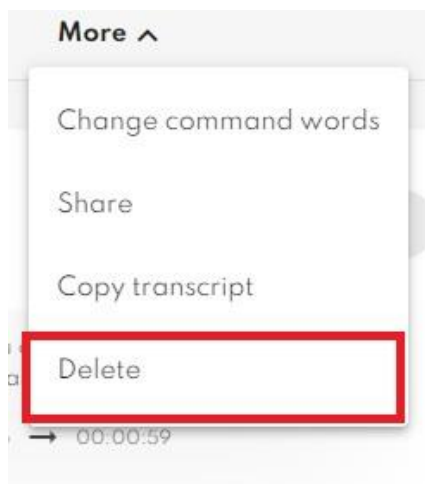 More
Change command words
Share
Copy transcript
Delete
00:00:59